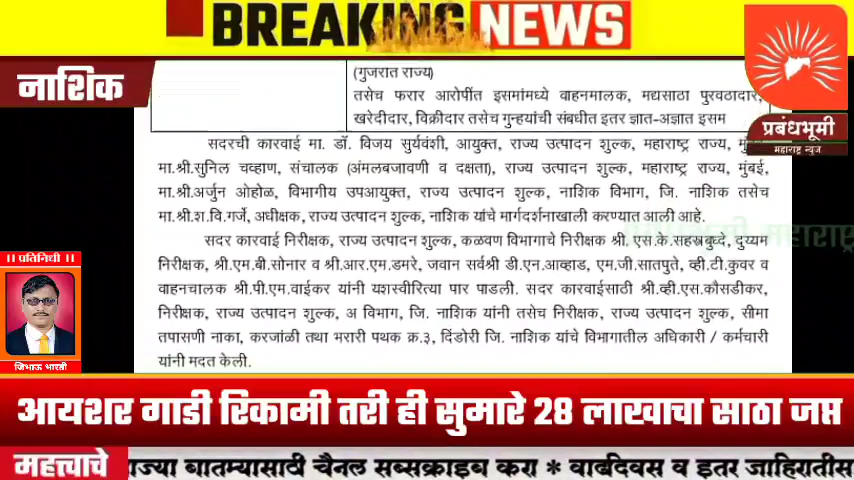 BREAKING NEWS
नाशिक
(गुजरात राज्य)
तसेच फरार आरोपींत इसमांमध्ये वाहनमालक, मद्यसाठा पुरवठादार,
खरेदीदार, विक्रीदार तसेच गुन्हयांची संबधीत इतर ज्ञात-अज्ञात इसम
प्रबंधभूमी
महाराष्ट्र न्युज
सदरची कारवाई मा. डॉ. विजय सुर्यवंशी, आयुक्त, राज्य उत्पादन शुल्क, महाराष्ट्र राज्य,
मा.श्री.सुनिल चव्हाण, संचालक (अंमलबजावणी व दक्षता), राज्य उत्पादन शुल्क, महाराष्ट्र राज्य, मुंबई,
मा.श्री.अर्जुन ओहोळ, विभागीय उपआयुक्त, राज्य उत्पादन शुल्क, नाशिक विभाग, जि. नाशिक तसेच
मा.श्री.श.वि.गर्जे, अधीक्षक, राज्य उत्पादन शुल्क, नाशिक यांचे मार्गदर्शनाखाली करण्यात आली आहे.
सदर कारवाई निरीक्षक, राज्य उत्पादन शुल्क, कळवण विभागाचे निरीक्षक श्री. एस.के.सहस्रबुध्दे, दुय्यम
निरीक्षक, श्री.एम.बी.सोनार व श्री.आर.एम.डमरे, जवान सर्वश्री डी.एन.आव्हाड, एम.जी.सातपुते, व्ही.टी.कुवर व
वाहनचालक श्री.पी.एम.वाईकर यांनी यशस्वीरित्या पार पाडली. सदर कारवाईसाठी श्री.व्ही.एस.कौसडीकर,
निरीक्षक, राज्य उत्पादन शुल्क, अ विभाग, जि. नाशिक यांनी तसेच निरीक्षक, राज्य उत्पादन शुल्क, सीमा
तपासणी नाका, करजांळी तथा भरारी पथक क्र.३, दिंडोरी जि. नाशिक यांचे विभागातील अधिकारी / कर्मचारी
यांनी मदत केली.
।। प्रतिनिधी ।।
जिभाऊ भारती
आयशर गाडी रिकामी तरी ही सुमारे 28 लाखाचा साठा जप्त
महत्त्वाचे
ज्या बातम्यासाठी चैनल सब्सक्राइब करा * वाढदिवस व इतर जाहिरातीस